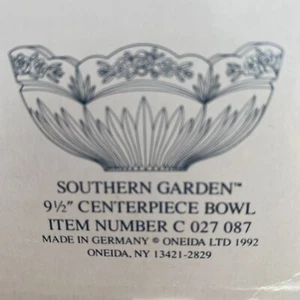 SOUTHERN GARDEN™
9½" CENTERPIECE BOWL
ITEM NUMBER C 027 087
MADE IN GERMANY © ONEIDA LTD 1992
ONEIDA, NY 13421-2829